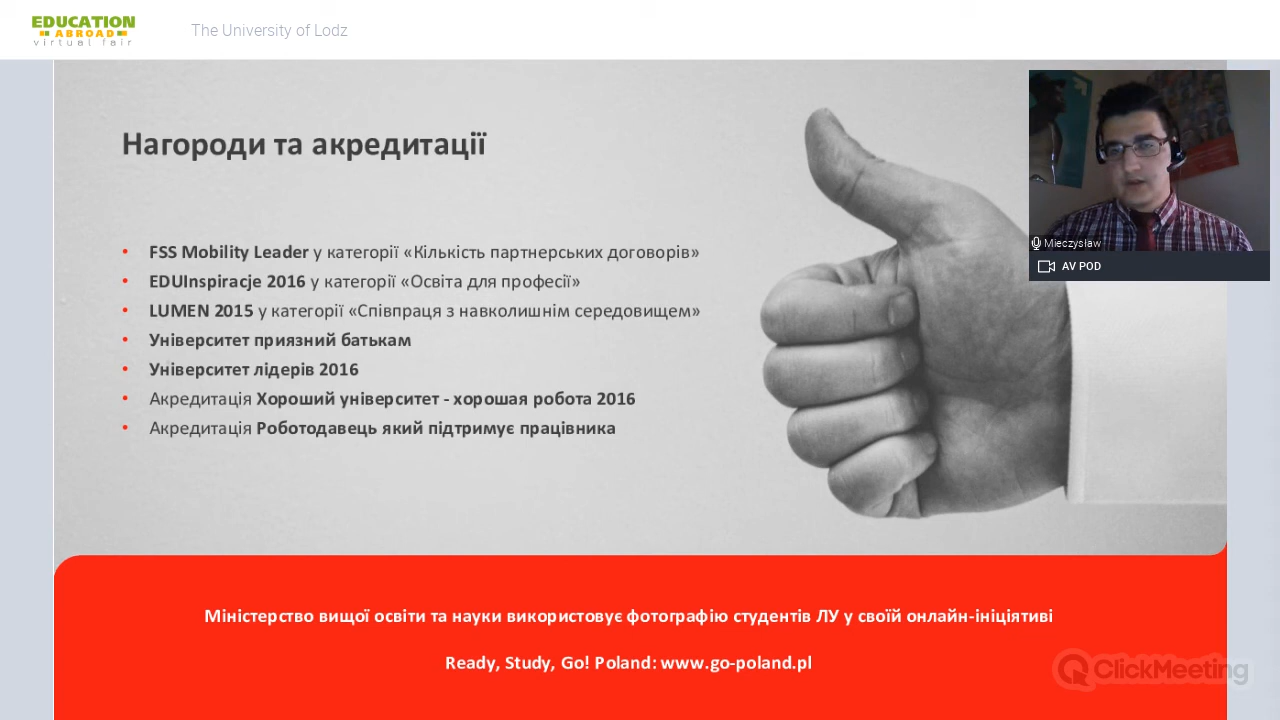 EDUCATION
ABROAD
virtual fair
The University of Lodz
Нагороди та акредитації
• FSS Mobility Leader у категорії «Кількість партнерських договорів»
• EDUInspiracje 2016 у категорії «Освіта для професії»
• LUMEN 2015 у категорії «Співпраця з навколишнім середовищем»
• Університет приязний батькам
• Університет лідерів 2016
• Акредитація Хороший університет - хорошая робота 2016
• Акредитація Роботодавець який підтримує працівника
Mieczysław
AV POD
Міністерство вищої освіти та науки використовує фотографію студентів ЛУ у своїй онлайн-ініціативі
Ready, Study, Go! Poland: www.go-poland.pl
ClickMeeting